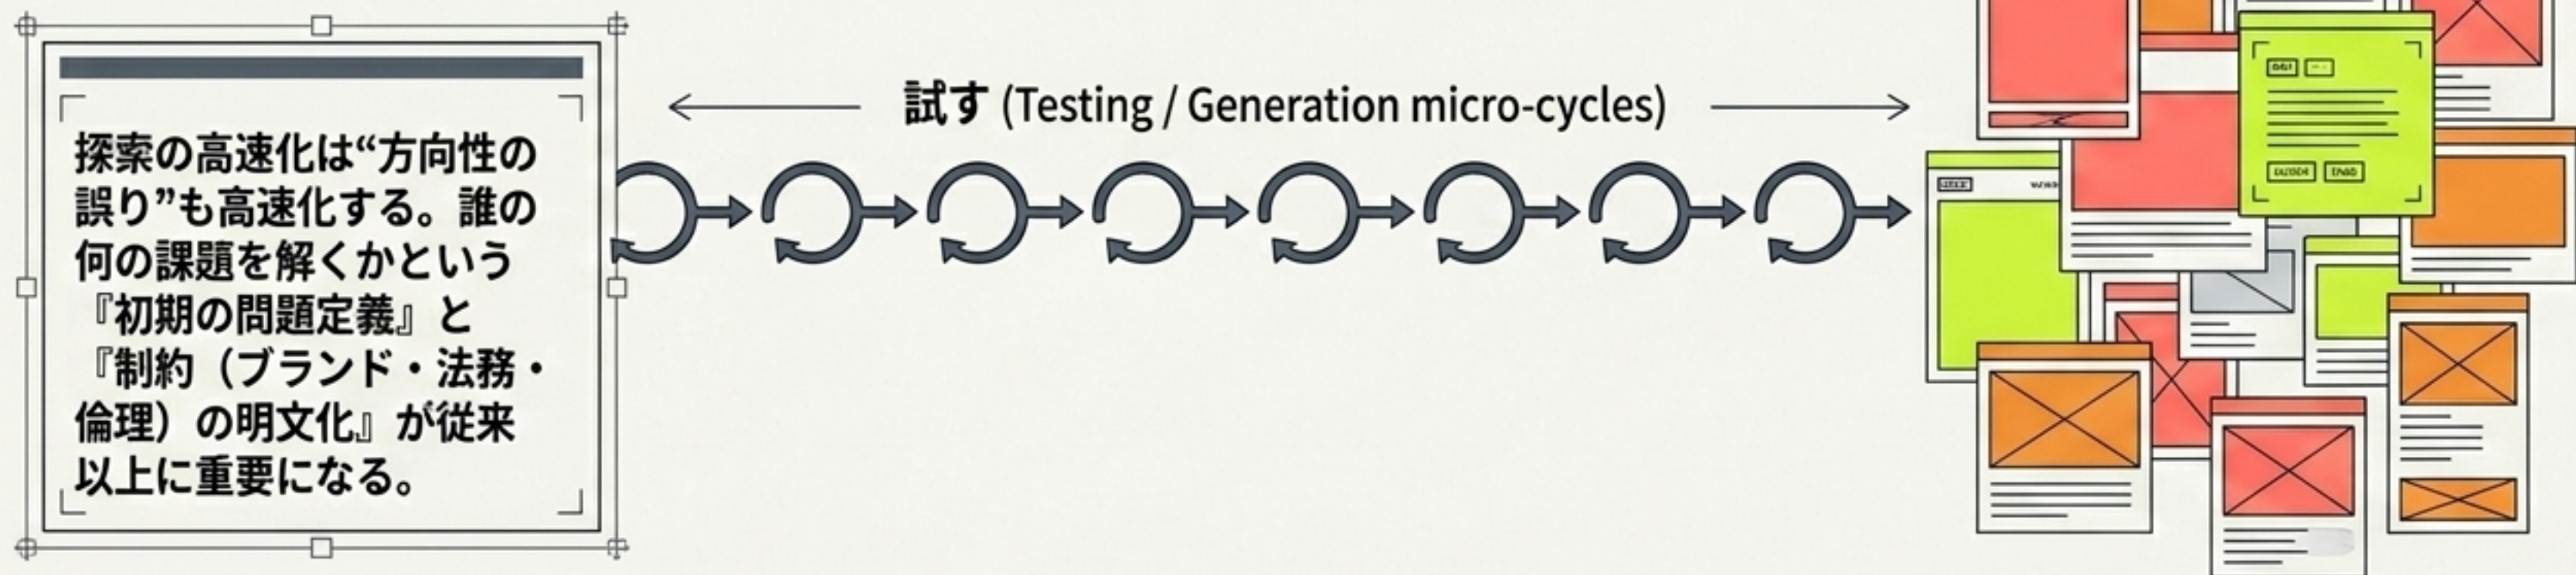 探索の高速化は“方向性の
誤り”も高速化する。誰の
何の課題を解くかという
『初期の問題定義』と
『制約（ブランド・法務・
倫理）の明文化』が従来
以上に重要になる。
試す (Testing / Generation micro-cycles)